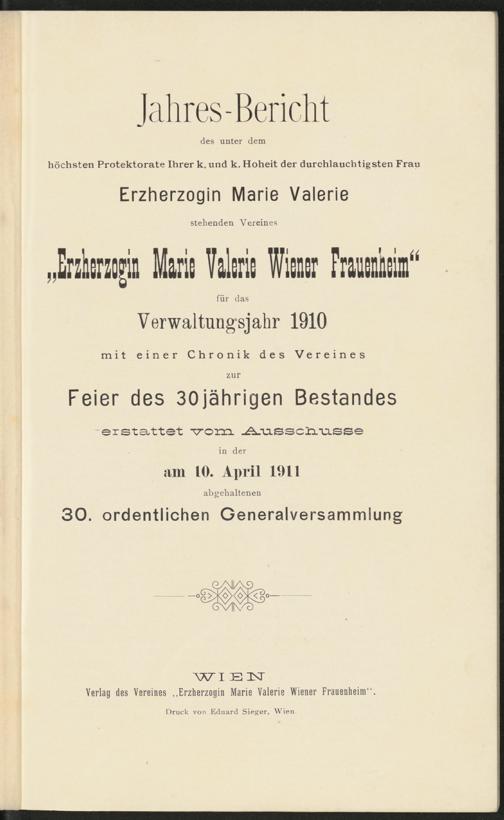 Jahres-Bericht
des unter dem
höchsten Protektorate Ihrer k. und k. Hoheit der durchlauchtigsten Frau
Erzherzogin Marie Valerie
stehenden Vereines
„Erzherzogin Marie Valerie Wiener Frauenheim“
für das
Verwaltungsjahr 1910
mit einer Chronik des Vereines
zur
Feier des 30jährigen Bestandes
erstattet vom Ausschusse
in der
am 10. April 1911
abgehaltenen
30. ordentlichen Generalversammlung
WIEN
Verlag des Vereines „Erzherzogin Marie Valerie Wiener Frauenheim“.
Druck von Eduard Sieger, Wien.